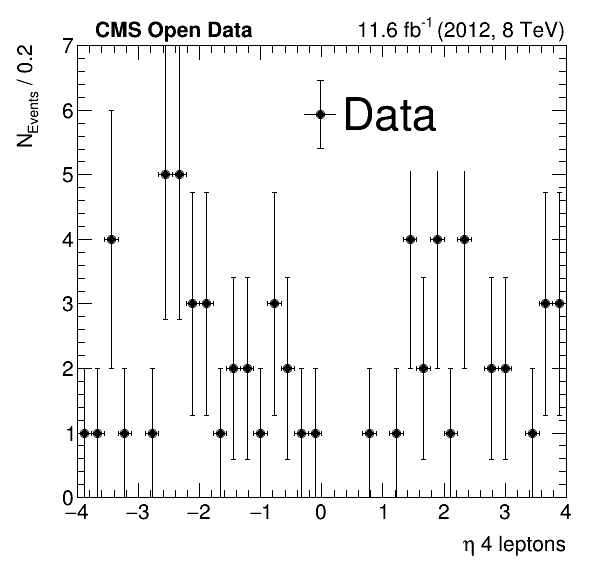 CMS Open Data 11.6 fb⁻¹ (2012, 8 TeV)
N_Events / 0.2
7
6
Data
5
4
3
2
1
0
−4 −3 −2 −1 0 1 2 3 4
η 4 leptons